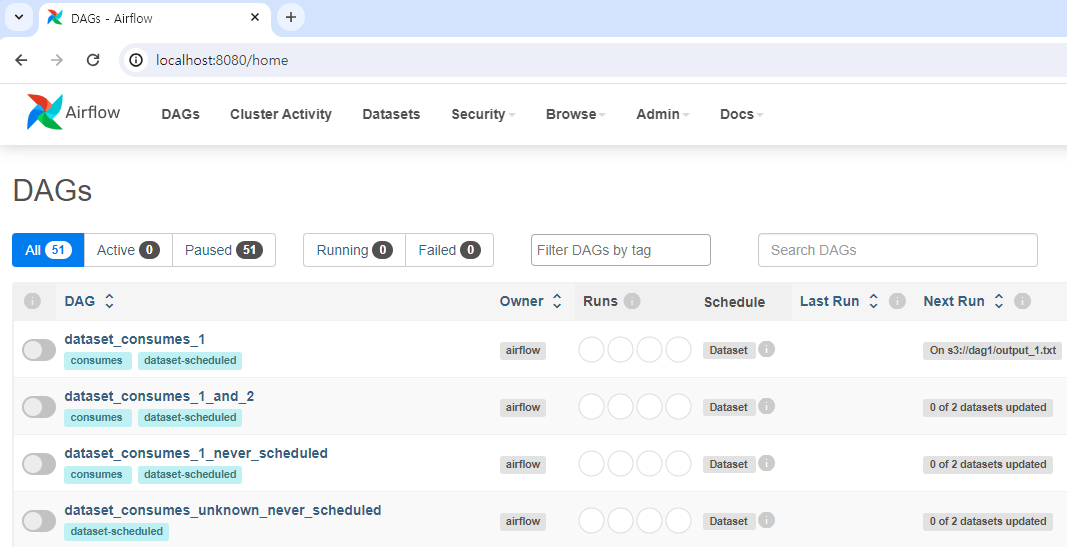 DAGs - Airflow
localhost:8080/home
Airflow DAGs Cluster Activity Datasets Security Browse Admin Docs
DAGs
All 51 Active 0 Paused 51 Running 0 Failed 0 Filter DAGs by tag Search DAGs
DAG Owner Runs Schedule Last Run Next Run
dataset_consumes_1
consumes dataset-scheduled airflow Dataset On s3://dag1/output_1.txt
dataset_consumes_1_and_2
consumes dataset-scheduled airflow Dataset 0 of 2 datasets updated
dataset_consumes_1_never_scheduled
consumes dataset-scheduled airflow Dataset 0 of 2 datasets updated
dataset_consumes_unknown_never_scheduled
dataset-scheduled airflow Dataset 0 of 2 datasets updated